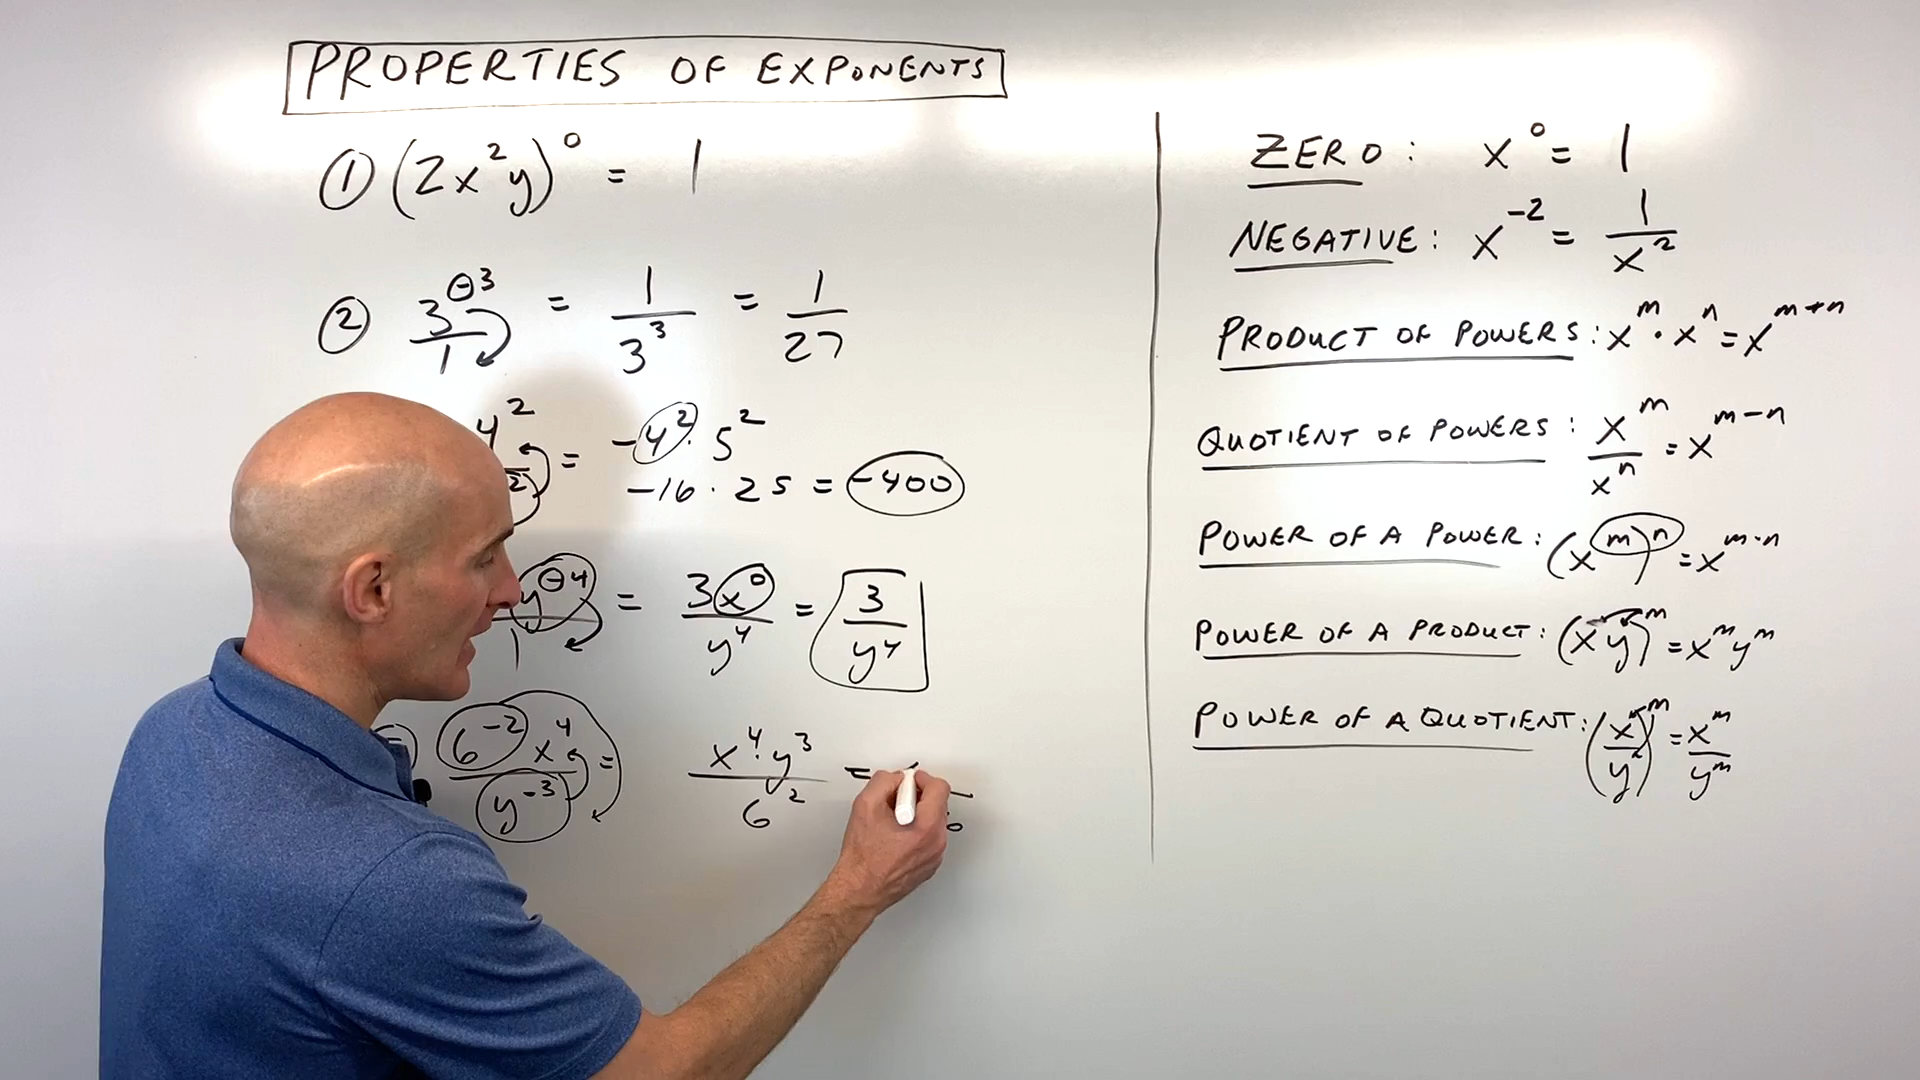 PROPERTIES OF EXPONENTS
① (2x²y)⁰ = 1
② 3⁻³/1 = 1/3³ = 1/27
4² = -4² · 5²
-16 · 25 = -400
y⁻⁴/1 = 3x⁰/y⁴ = 3/y⁴
6⁻²x⁴/y⁻³ = x⁴·y³/6² =
ZERO: x⁰ = 1
NEGATIVE: x⁻² = 1/x²
PRODUCT OF POWERS: xᵐ · xⁿ = xᵐ⁺ⁿ
QUOTIENT OF POWERS: xᵐ/xⁿ = xᵐ⁻ⁿ
POWER OF A POWER: (xᵐ)ⁿ = xᵐ·ⁿ
POWER OF A PRODUCT: (xy)ᵐ = xᵐyᵐ
POWER OF A QUOTIENT: (x/y)ᵐ = xᵐ/yᵐ